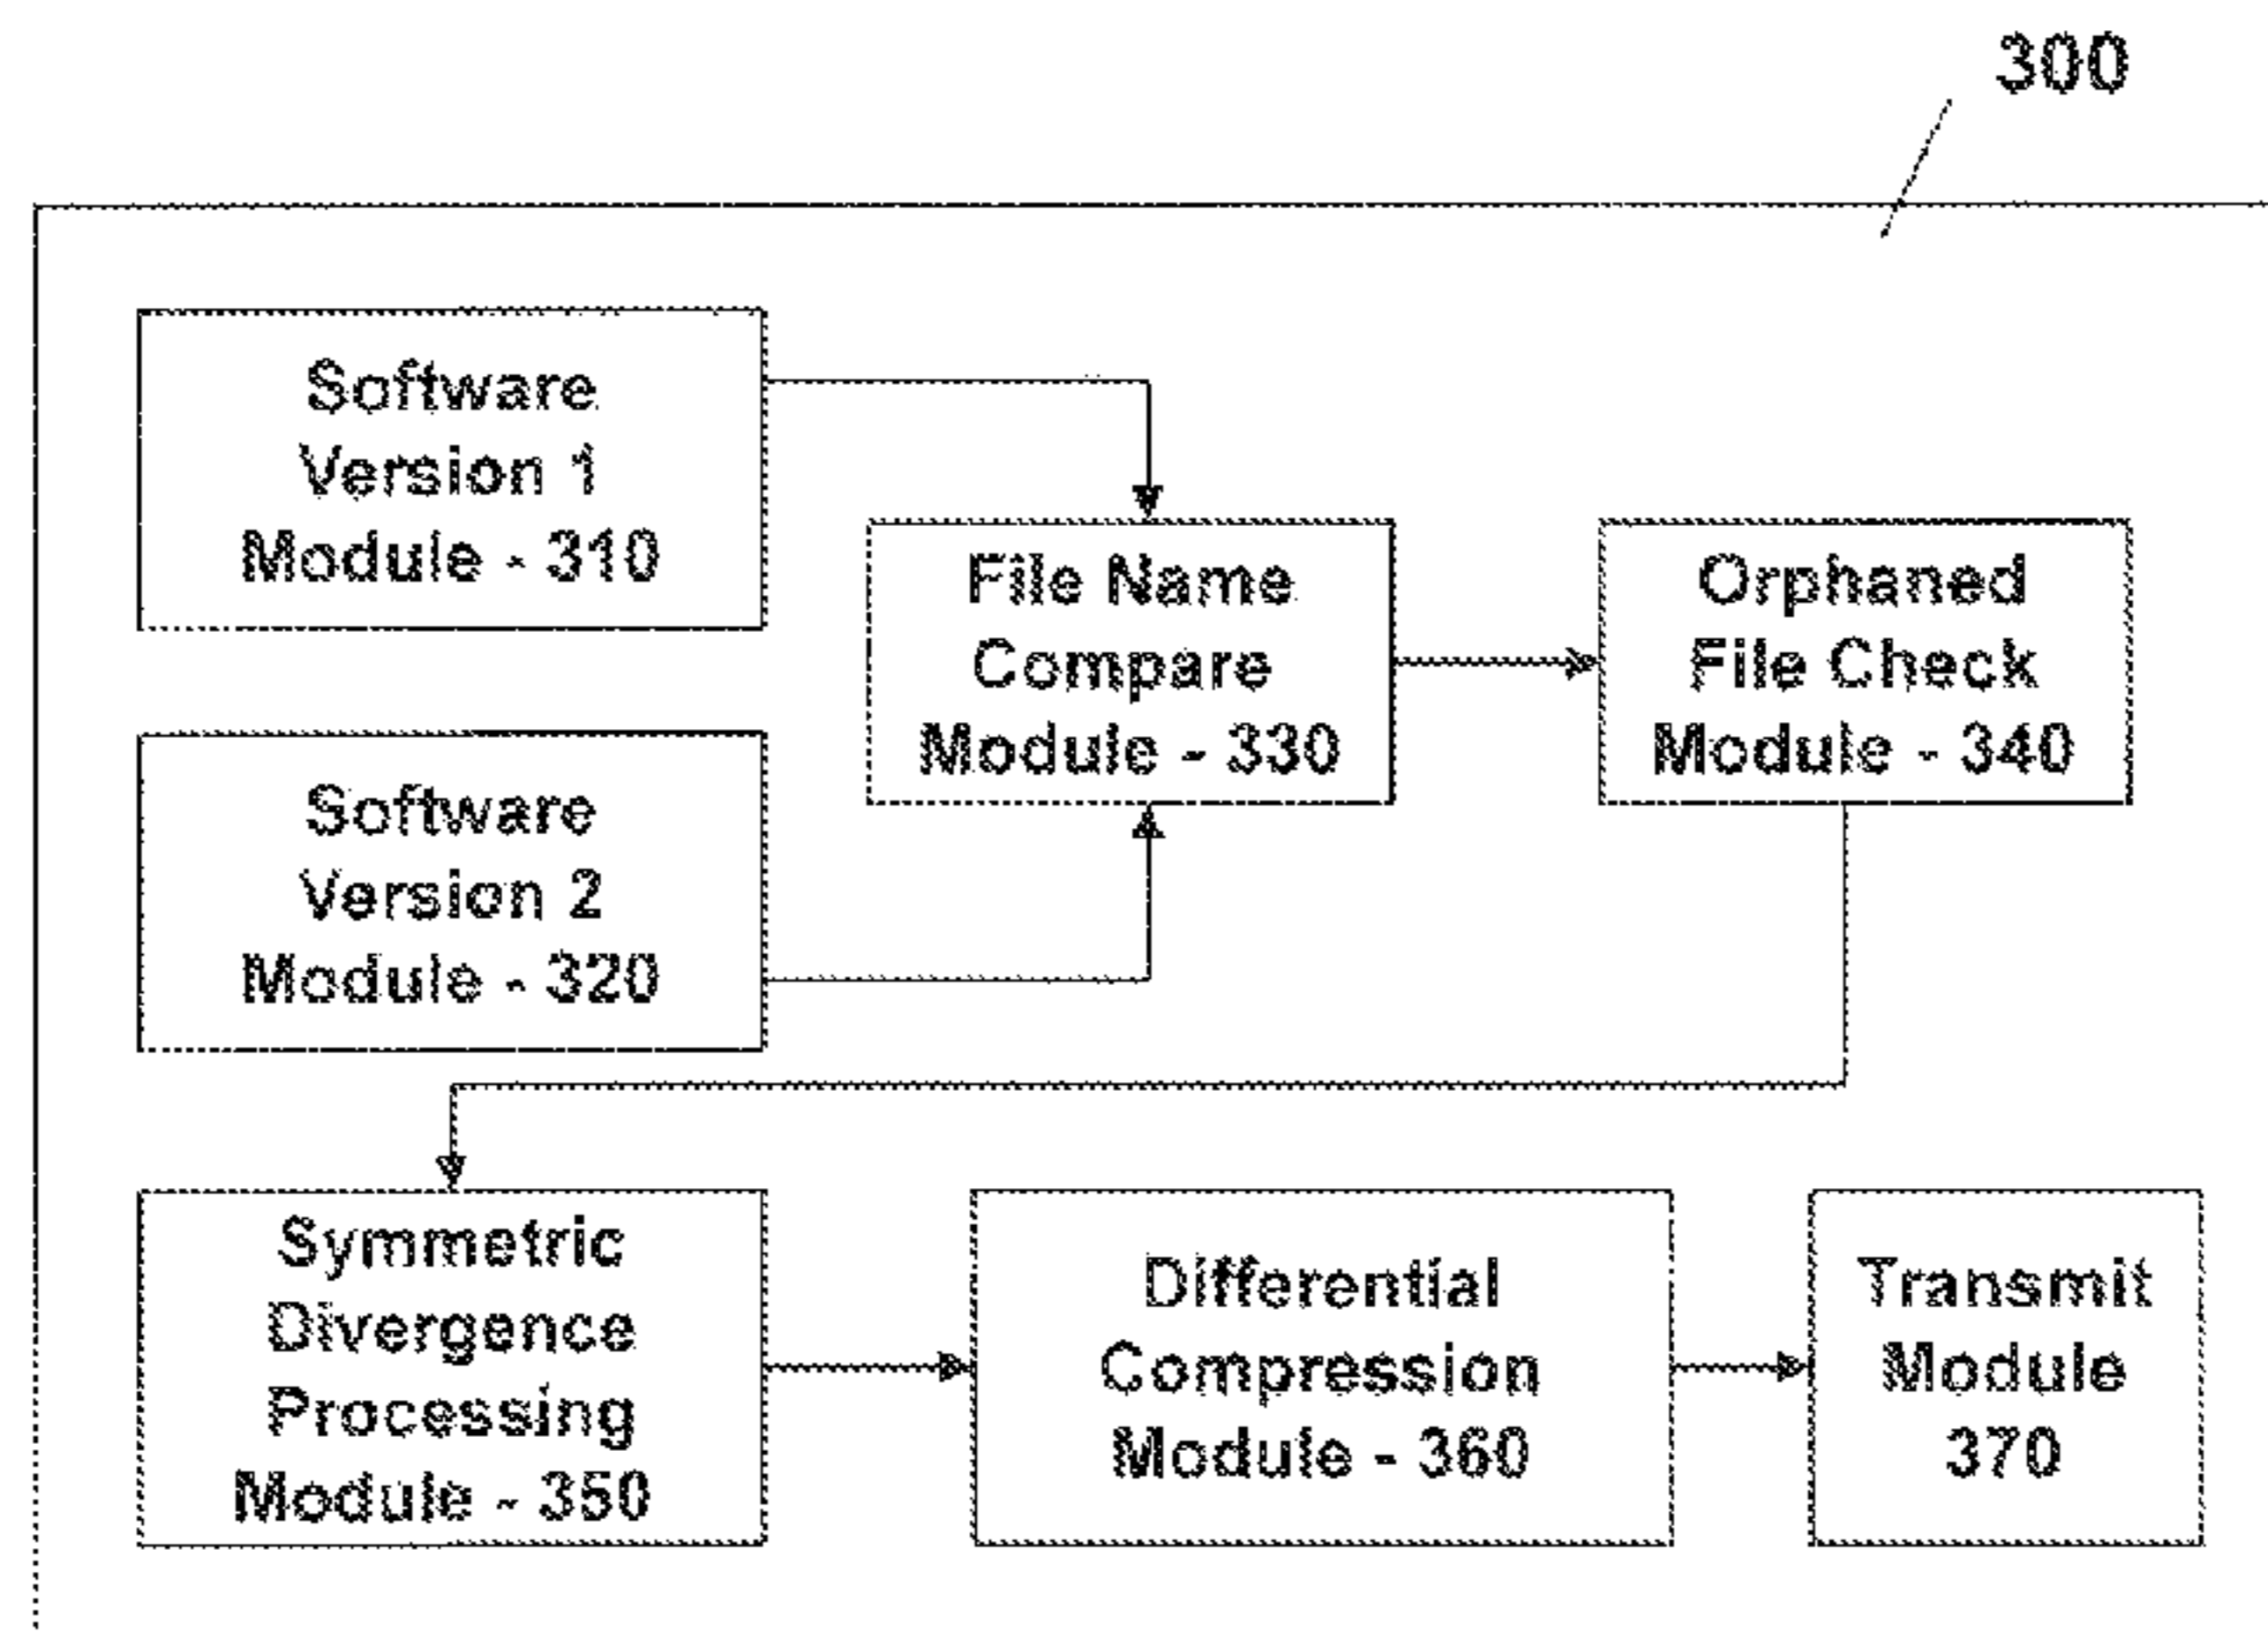 300
Software
Version 1
Module - 310
File Name
Compare
Module - 330
Orphaned
File Check
Module - 340
Software
Version 2
Module - 320
Symmetric
Divergence
Processing
Module - 350
Differential
Compression
Module - 360
Transmit
Module
370